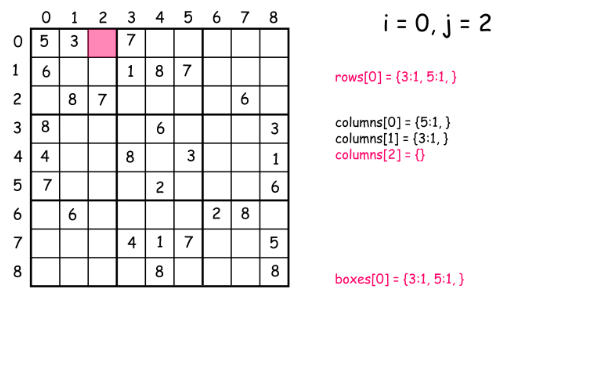 i = 0, j = 2
0 1 2 3 4 5 6 7 8
0 5 3 7
1 6 1 8 7
2 8 7 6
3 8 6 3
4 4 8 3 1
5 7 2 6
6 6 2 8
7 4 1 7 5
8 8 8
rows[0] = {3:1, 5:1, }
columns[0] = {5:1, }
columns[1] = {3:1, }
columns[2] = {}
boxes[0] = {3:1, 5:1, }